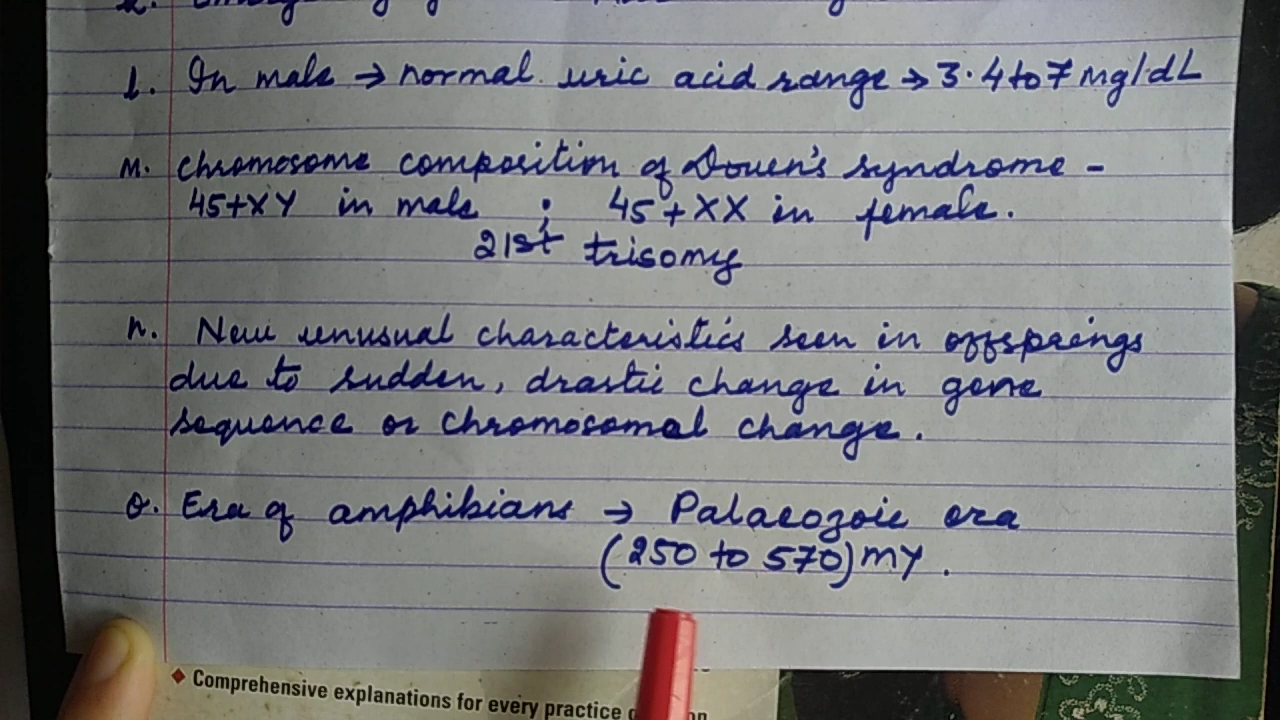 l. In male → normal uric acid range → 3.4 to 7 mg/dL
M. Chromosome composition of Down's syndrome -
45+XY in male ; 45+XX in female.
21st trisomy
n. New unusual characteristics seen in offsprings
due to sudden, drastic change in gene
sequence or chromosomal change.
O. Era of amphibians → Palaeozoic era
(250 to 570) my.
◆ Comprehensive explanations for every practice